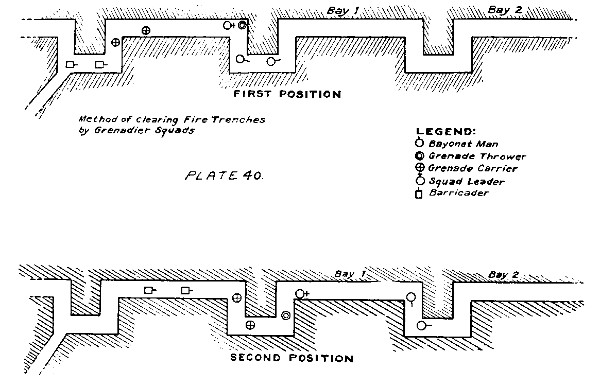 Bay 1
Bay 2
FIRST POSITION
Method of clearing Fire Trenches
by Grenadier Squads
PLATE 40.
LEGEND:
Bayonet Man
Grenade Thrower
Grenade Carrier
Squad Leader
Barricader
Bay 1
Bay 2
SECOND POSITION